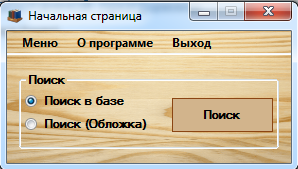 Начальная страница
Меню О программе Выход
Поиск
Поиск в базе
Поиск (Обложка)
Поиск